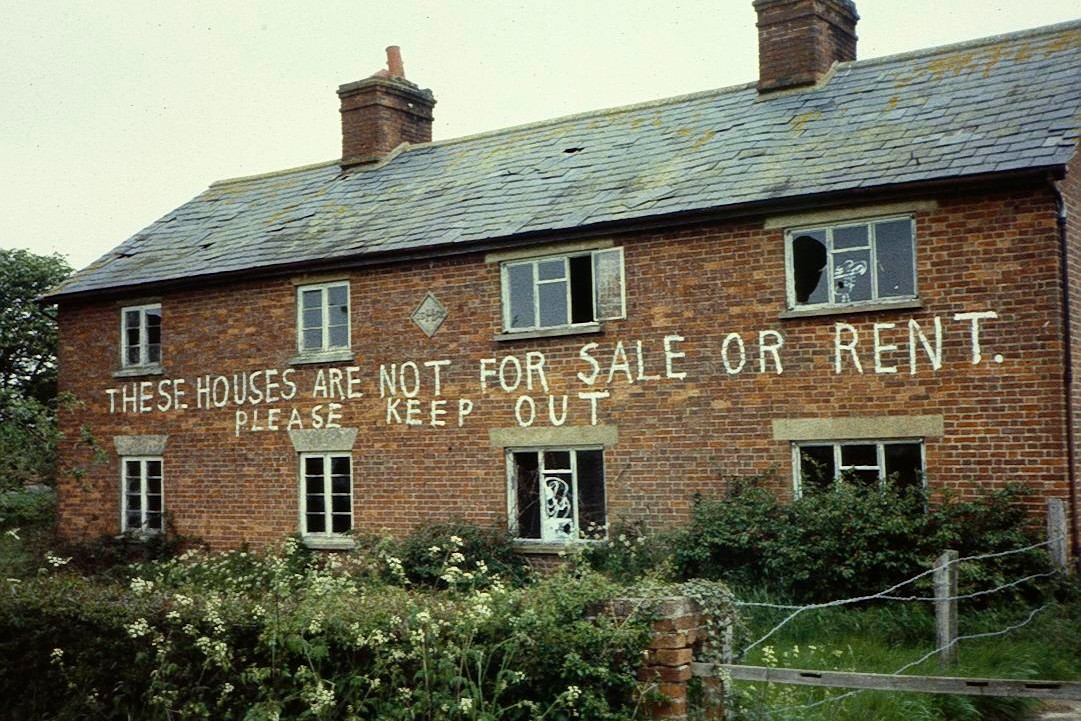 THESE HOUSES ARE NOT FOR SALE OR RENT.
PLEASE KEEP OUT